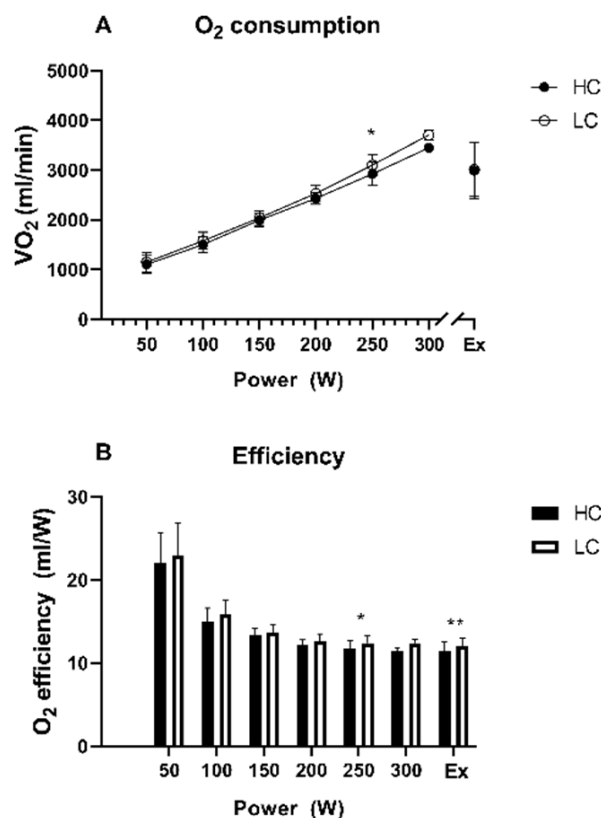 A
O₂ consumption
HC
LC
VO₂ (ml/min)
5000
4000
3000
2000
1000
0
*
50 100 150 200 250 300 Ex
Power (W)
B
Efficiency
HC
LC
O₂ efficiency (ml/W)
30
20
10
0
* **
50 100 150 200 250 300 Ex
Power (W)